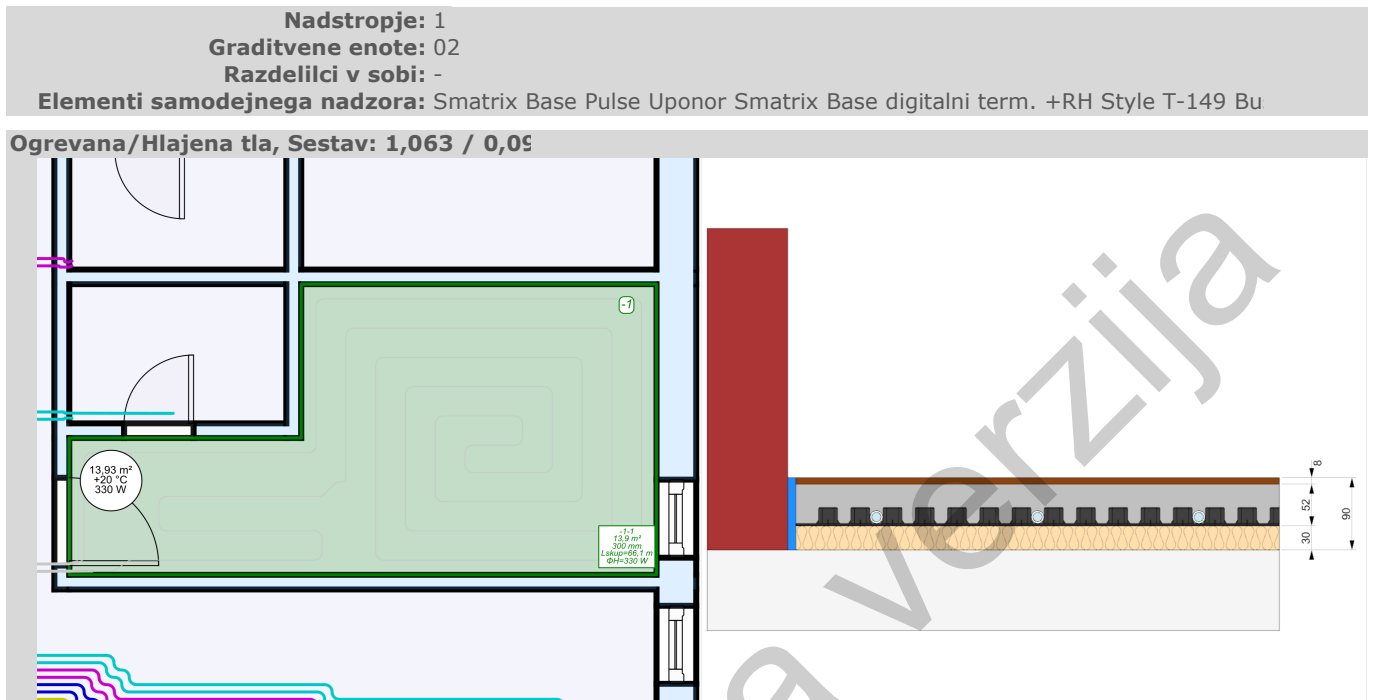 Nadstropje: 1
Graditvene enote: 02
Razdelilci v sobi: -
Elementi samodejnega nadzora: Smatrix Base Pulse Uponor Smatrix Base digitalni term. +RH Style T-149 Bu
Ogrevana/Hlajena tla, Sestav: 1,063 / 0,09
-1
13,93 m²
+20 °C
330 W
-1-1
13,9 m²
300 mm
Lskup=66,1 m
ΦH=330 W
8
52
90
30
a verzija